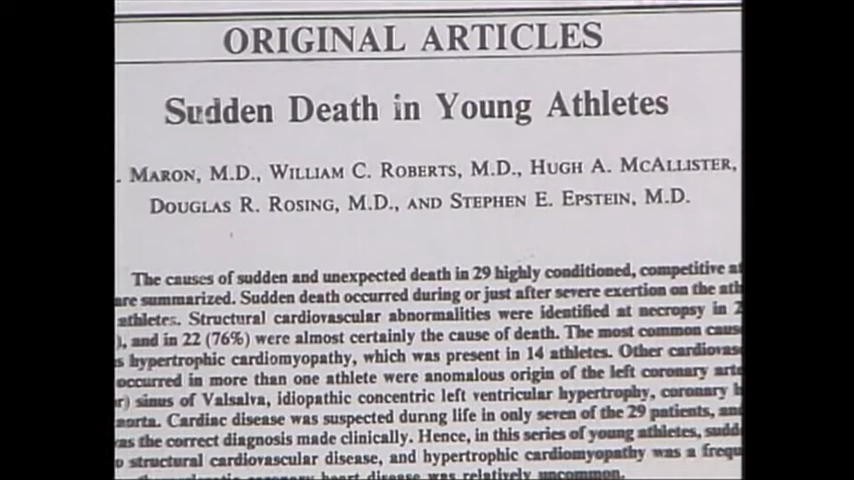 ORIGINAL ARTICLES
Sudden Death in Young Athletes
. MARON, M.D., WILLIAM C. ROBERTS, M.D., HUGH A. MCALLISTER,
DOUGLAS R. ROSING, M.D., AND STEPHEN E. EPSTEIN, M.D.
The causes of sudden and unexpected death in 29 highly conditioned, competitive
are summarized. Sudden death occurred during or just after severe exertion on the
athletes. Structural cardiovascular abnormalities were identified at necropsy in
), and in 22 (76%) were almost certainly the cause of death. The most common
hypertrophic cardiomyopathy, which was present in 14 athletes. Other
occurred in more than one athlete were anomalous origin of the left coronary
) sinus of Valsalva, idiopathic concentric left ventricular hypertrophy, coronary
aorta. Cardiac disease was suspected during life in only seven of the 29 patients,
as the correct diagnosis made clinically. Hence, in this series of young athletes,
structural cardiovascular disease, and hypertrophic cardiomyopathy was a
heart disease was relatively uncommon.